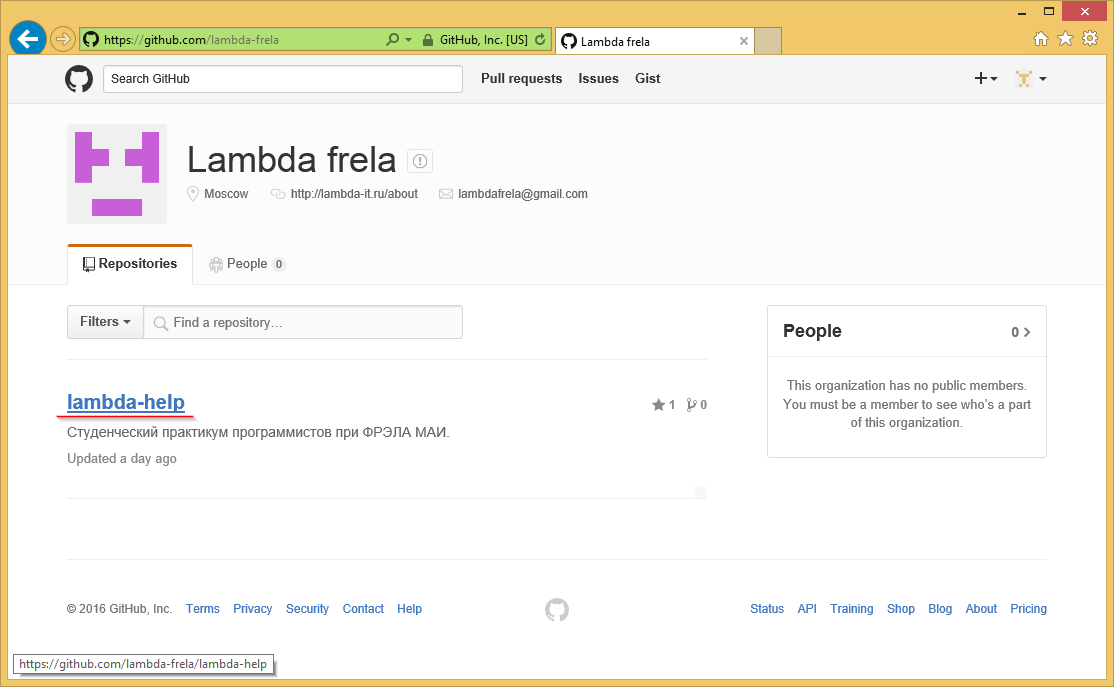 https://github.com/lambda-frela GitHub, Inc. [US] Lambda frela
Search GitHub Pull requests Issues Gist
Lambda frela
Moscow http://lambda-it.ru/about lambdafrela@gmail.com
Repositories People 0
Filters Find a repository…
People 0
This organization has no public members.
You must be a member to see who's a part
of this organization.
lambda-help 1 0
Студенческий практикум программистов при ФРЭЛА МАИ.
Updated a day ago
© 2016 GitHub, Inc. Terms Privacy Security Contact Help Status API Training Shop Blog About Pricing
https://github.com/lambda-frela/lambda-help